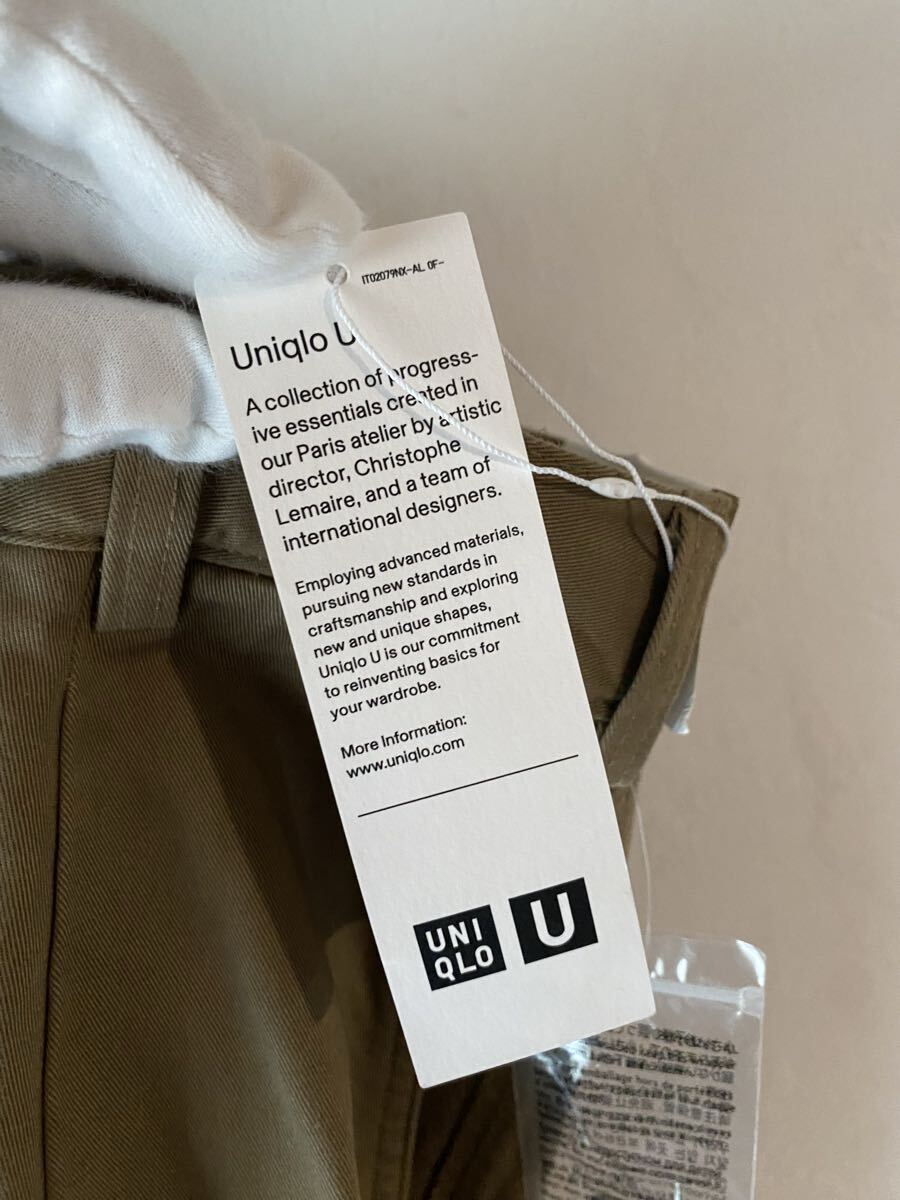 IT02079NX-AL 0F-
Uniqlo U
A collection of progress-
ive essentials created in
our Paris atelier by artistic
director, Christophe
Lemaire, and a team of
international designers.
Employing advanced materials,
pursuing new standards in
craftsmanship and exploring
new and unique shapes,
Uniqlo U is our commitment
to reinventing basics for
your wardrobe.
More Information:
www.uniqlo.com
UNI
QLO
U